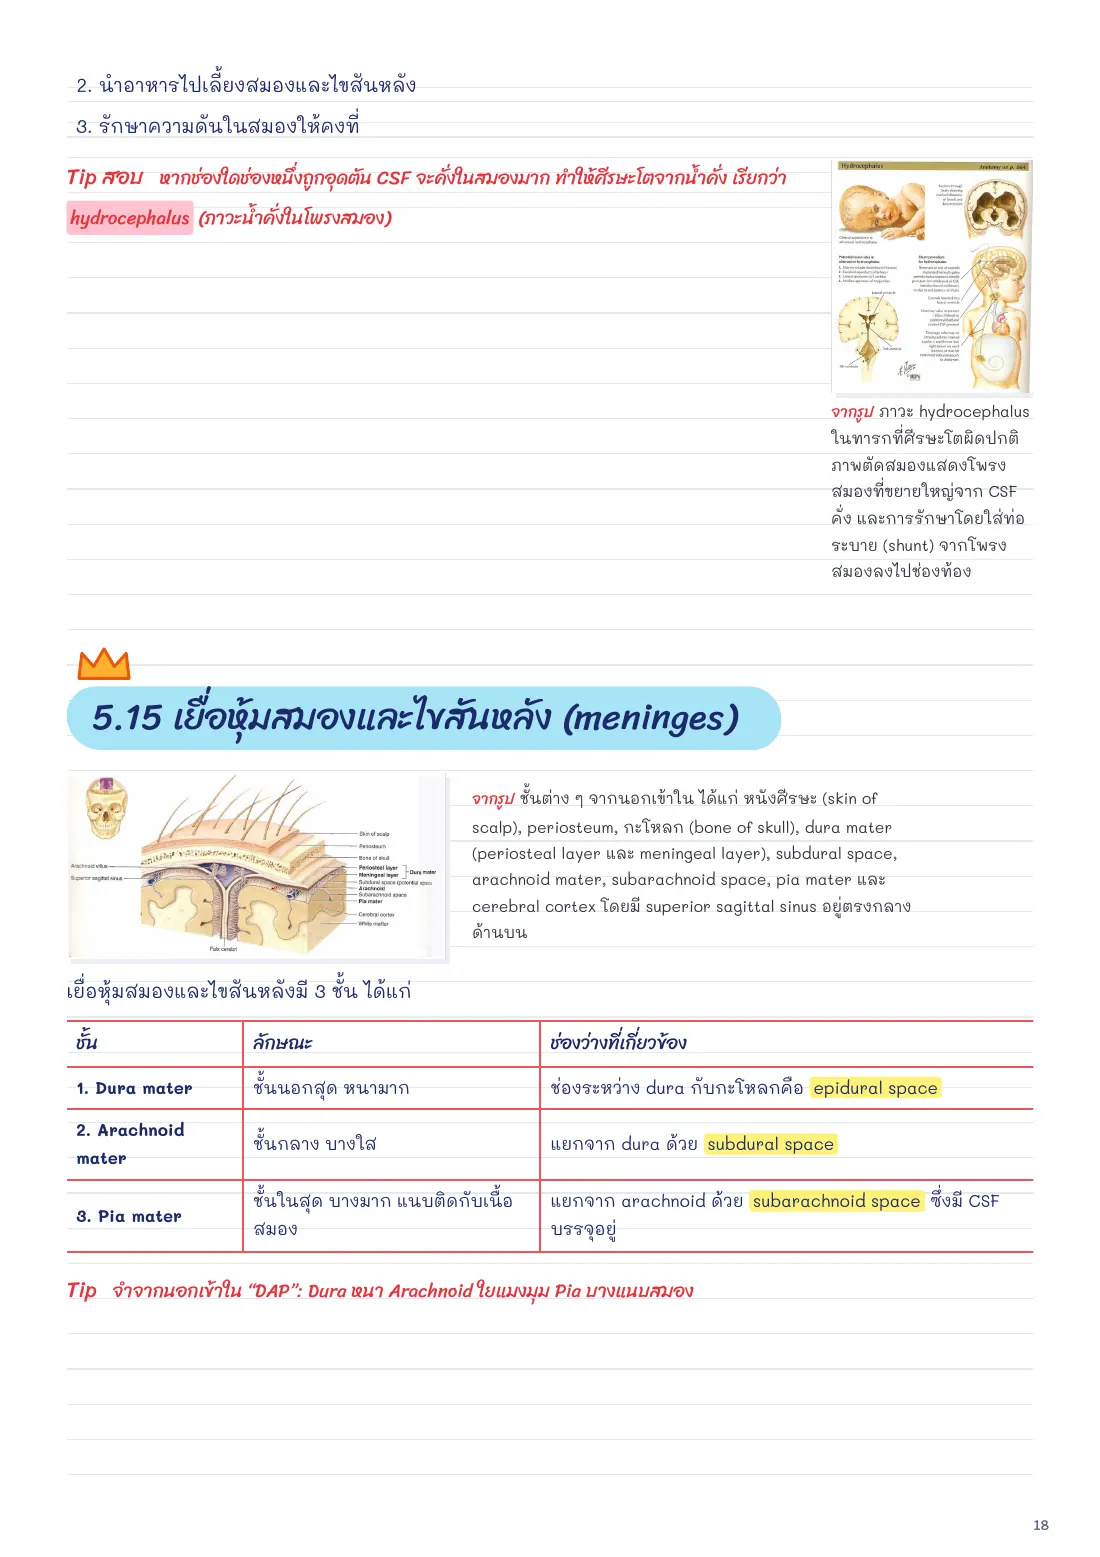 2. นำอาหารไปเลี้ยงสมองและไขสันหลัง
3. รักษาความดันในสมองให้คงที่
Tip สอบ หากช่องใดช่องหนึ่งถูกอุดตัน CSF จะคั่งในสมองมาก ทำให้ศีรษะโตจากน้ำคั่ง เรียกว่า
hydrocephalus (ภาวะน้ำคั่งในโพรงสมอง)
Hydrocephalus
จากรูป ภาวะ hydrocephalus
ในทารกที่ศีรษะโตผิดปกติ
ภาพตัดสมองแสดงโพรง
สมองที่ขยายใหญ่จาก CSF
คั่ง และการรักษาโดยใส่ท่อ
ระบาย (shunt) จากโพรง
สมองลงไปช่องท้อง
5.15 เยื่อหุ้มสมองและไขสันหลัง (meninges)
Skin of scalp
Periosteum
Bone of skull
Periosteal layer
Meningeal layer
Dura mater
Subdural space (potential space
Arachnoid
Subarachnoid space
Pia mater
Cerebral cortex
White matter
Arachnoid villus
Superior sagittal sinus
Falx cerebri
จากรูป ชั้นต่าง ๆ จากนอกเข้าใน ได้แก่ หนังศีรษะ (skin of
scalp), periosteum, กะโหลก (bone of skull), dura mater
(periosteal layer และ meningeal layer), subdural space,
arachnoid mater, subarachnoid space, pia mater และ
cerebral cortex โดยมี superior sagittal sinus อยู่ตรงกลาง
ด้านบน
เยื่อหุ้มสมองและไขสันหลังมี 3 ชั้น ได้แก่
ชั้น ลักษณะ ช่องว่างที่เกี่ยวข้อง
1. Dura mater ชั้นนอกสุด หนามาก ช่องระหว่าง dura กับกะโหลกคือ epidural space
2. Arachnoid
mater ชั้นกลาง บางใส แยกจาก dura ด้วย subdural space
3. Pia mater ชั้นในสุด บางมาก แนบติดกับเนื้อ
สมอง แยกจาก arachnoid ด้วย subarachnoid space ซึ่งมี CSF
บรรจุอยู่
Tip จำจากนอกเข้าใน “DAP”: Dura หนา Arachnoid ใยแมงมุม Pia บางแนบสมอง
18